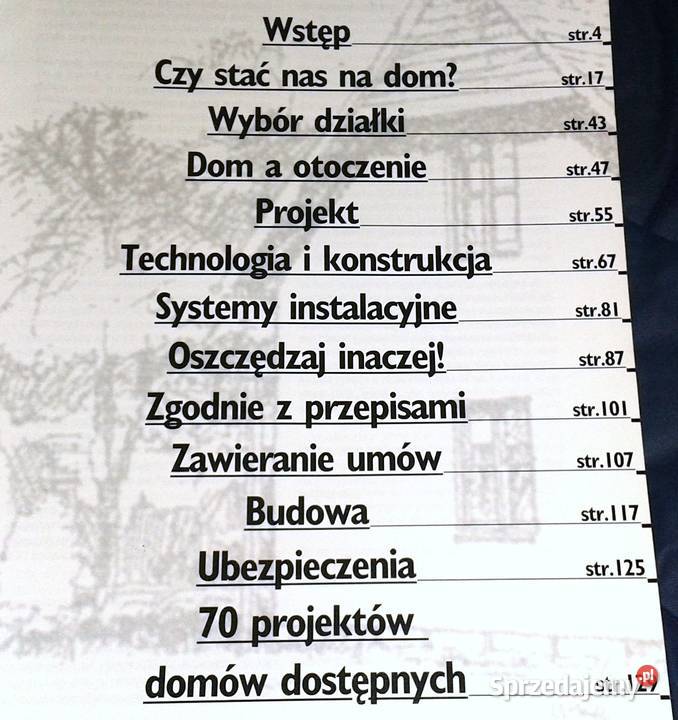 Wstęp str.4
Czy stać nas na dom? str.17
Wybór działki str.43
Dom a otoczenie str.47
Projekt str.55
Technologia i konstrukcja str.67
Systemy instalacyjne str.81
Oszczędzaj inaczej! str.87
Zgodnie z przepisami str.101
Zawieranie umów str.107
Budowa str.117
Ubezpieczenia str.125
70 projektów
domów dostępnych str.127
Sprzedajemy .pl